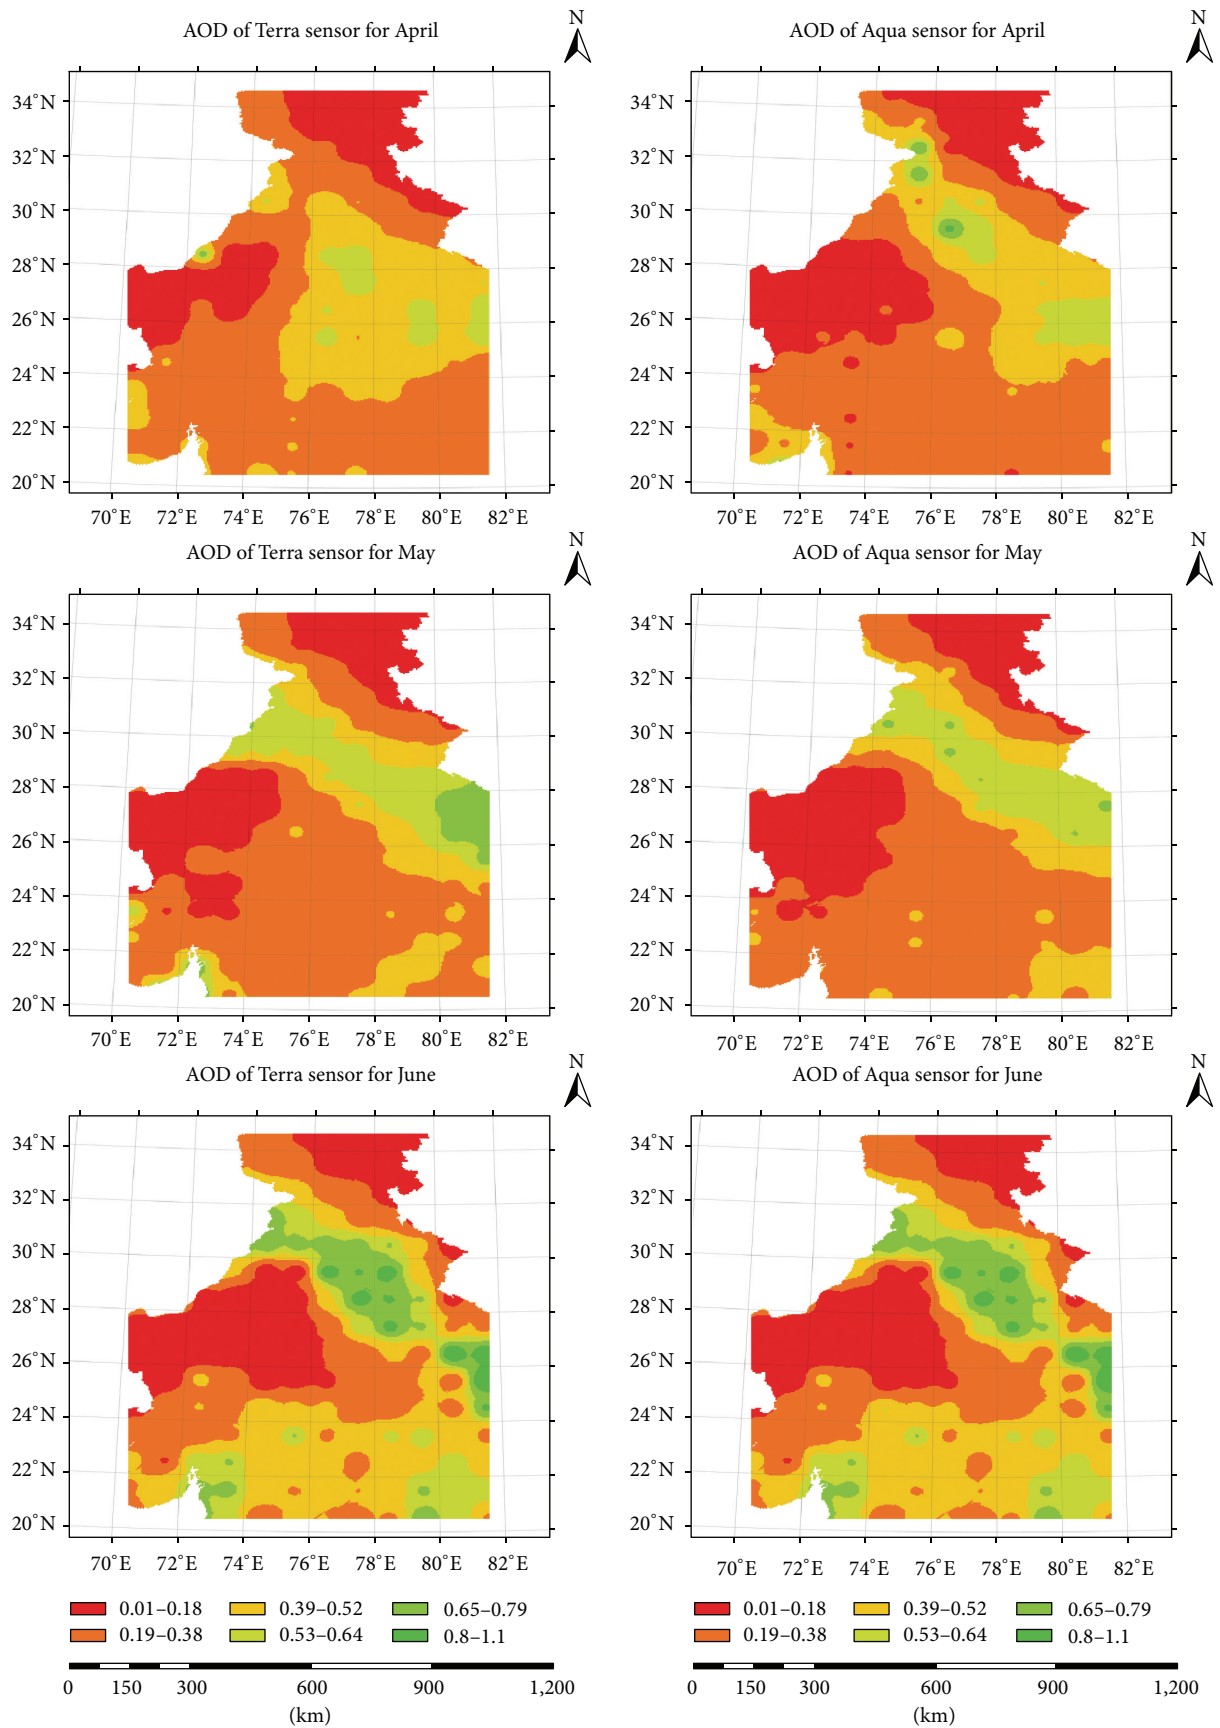 AOD of Terra sensor for April
N
34°N
32°N
30°N
28°N
26°N
24°N
22°N
20°N
70°E 72°E 74°E 76°E 78°E 80°E 82°E
AOD of Aqua sensor for April
N
34°N
32°N
30°N
28°N
26°N
24°N
22°N
20°N
70°E 72°E 74°E 76°E 78°E 80°E 82°E
AOD of Terra sensor for May
N
34°N
32°N
30°N
28°N
26°N
24°N
22°N
20°N
70°E 72°E 74°E 76°E 78°E 80°E 82°E
AOD of Aqua sensor for May
N
34°N
32°N
30°N
28°N
26°N
24°N
22°N
20°N
70°E 72°E 74°E 76°E 78°E 80°E 82°E
AOD of Terra sensor for June
N
34°N
32°N
30°N
28°N
26°N
24°N
22°N
20°N
70°E 72°E 74°E 76°E 78°E 80°E 82°E
AOD of Aqua sensor for June
N
34°N
32°N
30°N
28°N
26°N
24°N
22°N
20°N
70°E 72°E 74°E 76°E 78°E 80°E 82°E
0.01–0.18 0.39–0.52 0.65–0.79
0.19–0.38 0.53–0.64 0.8–1.1
0 150 300 600 900 1,200
(km)
0.01–0.18 0.39–0.52 0.65–0.79
0.19–0.38 0.53–0.64 0.8–1.1
0 150 300 600 900 1,200
(km)